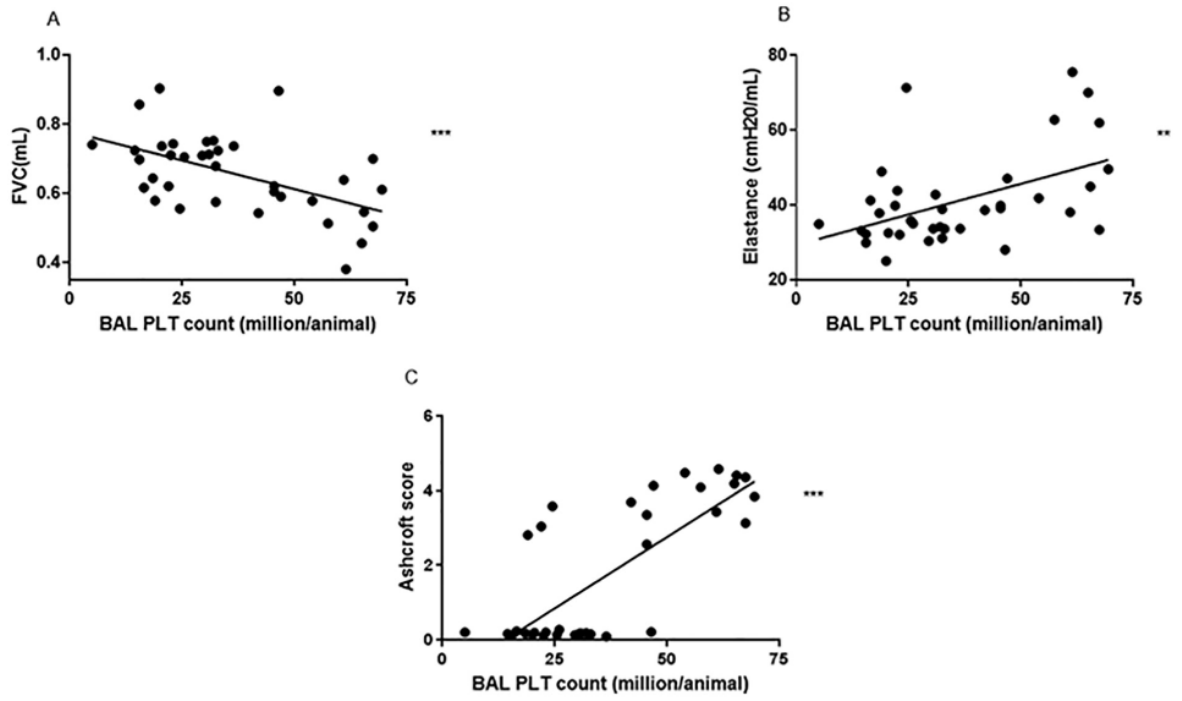 A
1.0
0.8
0.6
0.4
FVC(mL)
0 25 50 75
BAL PLT count (million/animal)
***
B
80
60
40
20
Elastance (cmH20/mL)
0 25 50 75
BAL PLT count (million/animal)
**
C
6
4
2
0
Ashcroft score
0 25 50 75
BAL PLT count (million/animal)
***